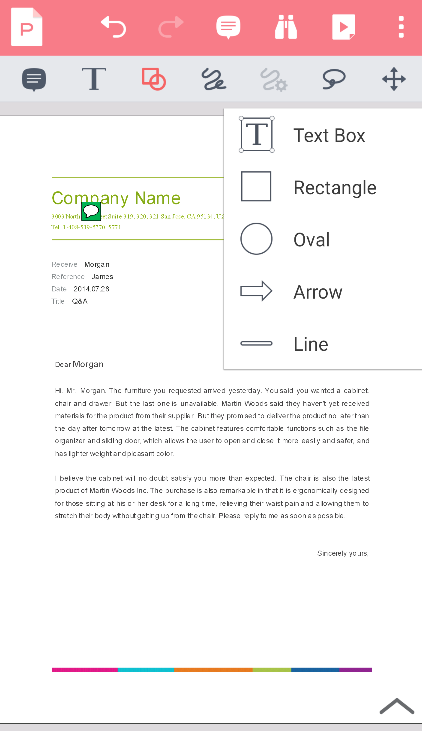 P
T
T Text Box
Rectangle
Oval
Arrow
Line
Company Name
Receive Morgan
Reference James
Date 2014.07.28
Title Q&A
Dear Morgan
Hi, Mr. Morgan. The furniture you requested arrived yesterday. You said you wanted a cabinet,
chair and drawer. But the last one is unavailable. Martin Woods said they haven't yet received
materials for the product from their supplier. But they promised to deliver the product no later than
the day after tomorrow at the latest. The cabinet features comfortable functions such as the file
organizer and sliding door, which allows the user to open and close it more easily and safer, and
has lighter weight and pleasant color.
I believe the cabinet will no doubt satisfy you more than expected. The chair is also the latest
product of Martin Woods Inc. The purchase is also remarkable in that it is ergonomically designed
for those sitting at his or her desk for a long time, relieving their waist pain and allowing them to
stretch their body without getting up from the chair. Please reply to me as soon as possible.
Sincerely yours,